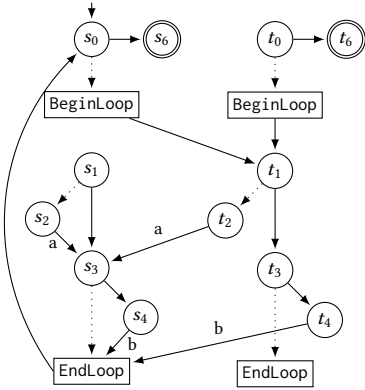 s0 s6 t0 t6
BeginLoop BeginLoop
s1 t1
s2 a t2 a
s3 t3
s4 b t4 b
EndLoop EndLoop